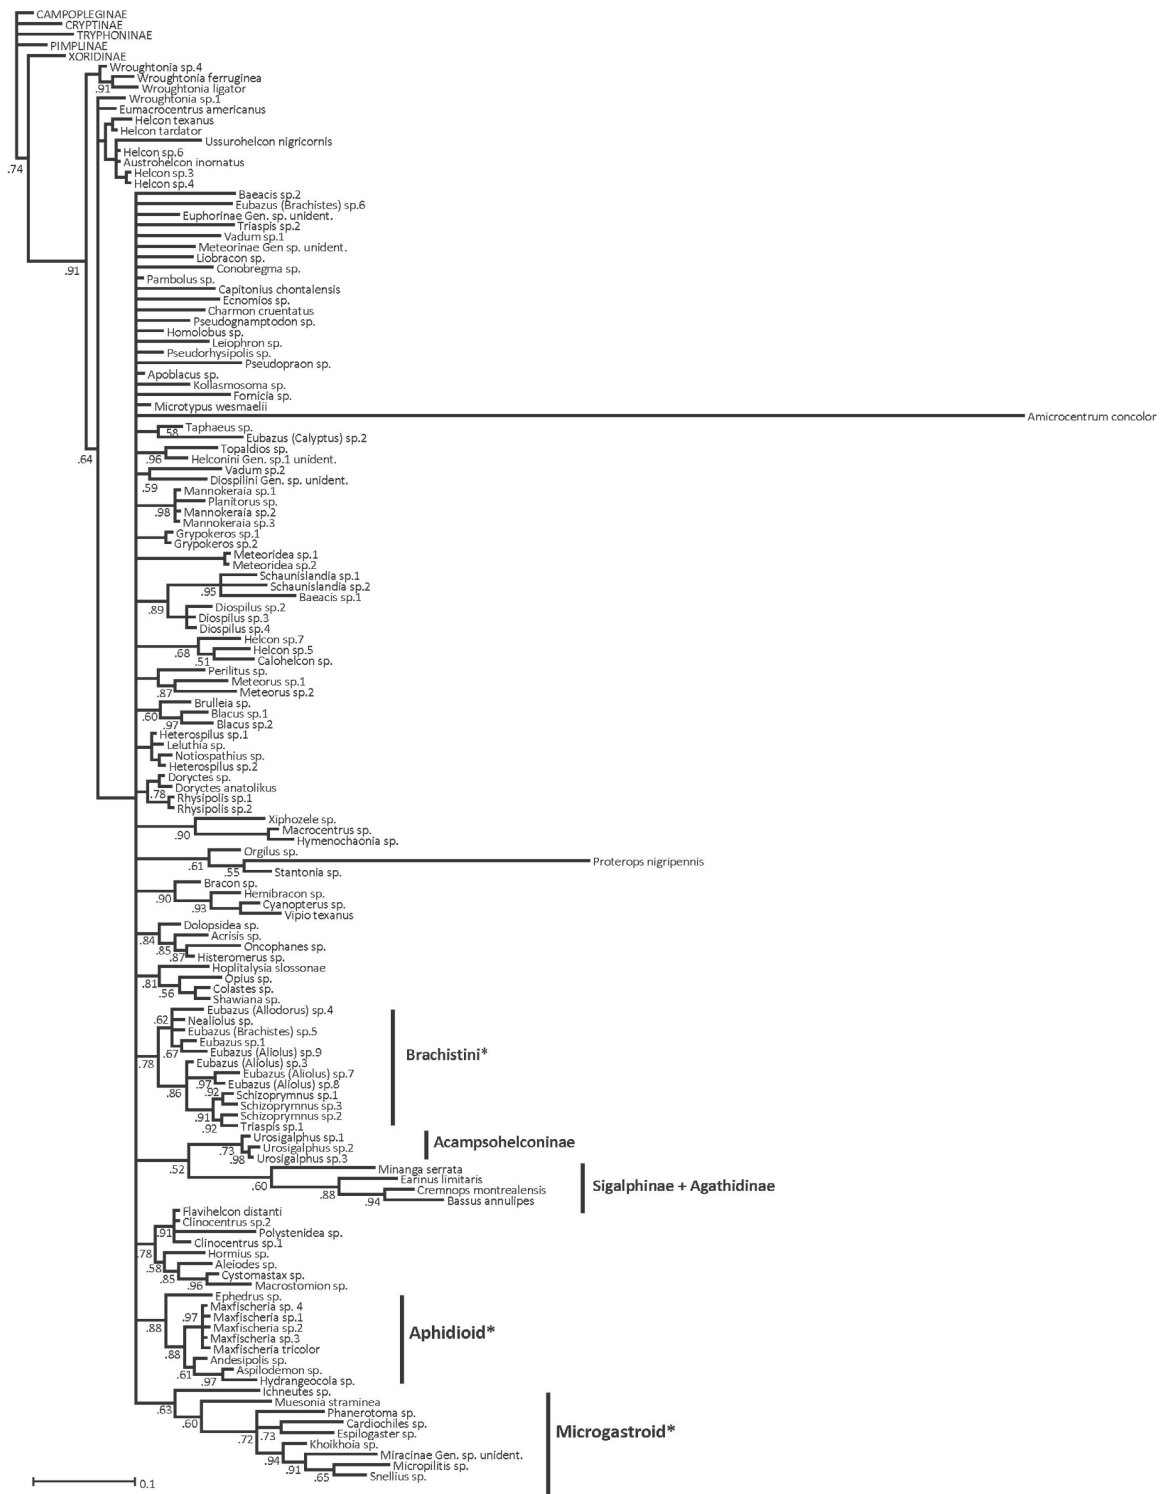 CAMPOPLEGINAE
CRYPTINAE
TRYPHONINAE
PIMPLINAE
XORIDINAE
Wroughtonia sp.4
Wroughtonia ferruginea
.91
Wroughtonia ligator
Wroughtonia sp.1
Eumacrocentrus americanus
Helcon texanus
Helcon tardator
Ussurohelcon nigricornis
Helcon sp.6
Austrohelcon inornatus
.74
Helcon sp.3
Helcon sp.4
Baeacis sp.2
Eubazus (Brachistes) sp.6
Euphorinae Gen. sp. unident.
Triaspis sp.2
Vadum sp.1
Meteorinae Gen sp. unident.
Liobracon sp.
.91
Conobregma sp.
Pambolus sp.
Capitonius chontalensis
Ecnomios sp.
Charmon cruentatus
Pseudognamptodon sp.
Homolobus sp.
Leiophron sp.
Pseudorhysipolis sp.
Pseudopraon sp.
Apoblacus sp.
Kollasmosoma sp.
Fornicia sp.
Microtypus wesmaelii
Amicrocentrum concolor
Taphaeus sp.
.58
Eubazus (Calyptus) sp.2
Topaldios sp.
.64
.96
Helconini Gen. sp.1 unident.
Vadum sp.2
Diospilini Gen. sp. unident.
.59
Mannokeraia sp.1
Planitorus sp.
.98
Mannokeraia sp.2
Mannokeraia sp.3
Grypokeros sp.1
Grypokeros sp.2
Meteoridea sp.1
Meteoridea sp.2
Schaunislandia sp.1
Schaunislandia sp.2
.95
Baeacis sp.1
.89
Diospilus sp.2
Diospilus sp.3
Diospilus sp.4
Helcon sp.7
.68
Helcon sp.5
.51
Calohelcon sp.
Perilitus sp.
Meteorus sp.1
.87
Meteorus sp.2
Brulleia sp.
.60
Blacus sp.1
.97
Blacus sp.2
Heterospilus sp.1
Leluthia sp.
Notiospathius sp.
Heterospilus sp.2
Doryctes sp.
Doryctes anatolikus
.78
Rhysipolis sp.1
Rhysipolis sp.2
Xiphozele sp.
.90
Macrocentrus sp.
Hymenochaonia sp.
Orgilus sp.
.61
Proterops nigripennis
.55
Stantonia sp.
Bracon sp.
.90
Hemibracon sp.
.93
Cyanopterus sp.
Vipio texanus
Dolopsidea sp.
.84
Acrisis sp.
.85
Oncophanes sp.
.87
Histeromerus sp.
Hoplitalysia slossonae
.81
Opius sp.
.56
Colastes sp.
Shawiana sp.
Eubazus (Allodorus) sp.4
.62
Nealiolus sp.
Eubazus (Brachistes) sp.5
Eubazus sp.1
.67
Eubazus (Aliolus) sp.9
Brachistini*
.78
Eubazus (Aliolus) sp.3
Eubazus (Aliolus) sp.7
.97
Eubazus (Aliolus) sp.8
.86
.92
Schizoprymnus sp.1
Schizoprymnus sp.3
.91
Schizoprymnus sp.2
.92
Triaspis sp.1
Urosigalphus sp.1
Acampsohelconinae
.73
Urosigalphus sp.2
.98
Urosigalphus sp.3
.52
Minanga serrata
.60
Earinus limitaris
Sigalphinae + Agathidinae
.88
Cremnops montrealensis
.94
Bassus annulipes
Flavihelcon distanti
Clinocentrus sp.2
.91
Polystenidea sp.
Clinocentrus sp.1
.78
Hormius sp.
.58
Aleiodes sp.
.85
Cystomastax sp.
.96
Macrostomion sp.
Ephedrus sp.
Maxfischeria sp. 4
.97
Maxfischeria sp.1
.88
Maxfischeria sp.2
Aphidioid*
Maxfischeria sp.3
Maxfischeria tricolor
.88
Andesipolis sp.
.61
Aspilodemon sp.
.97
Hydrangeocola sp.
Ichneutes sp.
.63
Muesonia straminea
Phanerotoma sp.
.60
Cardiochiles sp.
.72
.73
Espilogaster sp.
Microgastroid*
Khoikhoia sp.
.94
Miracinae Gen. sp. unident.
.91
Micropilitis sp.
.65
Snellius sp.
0.1